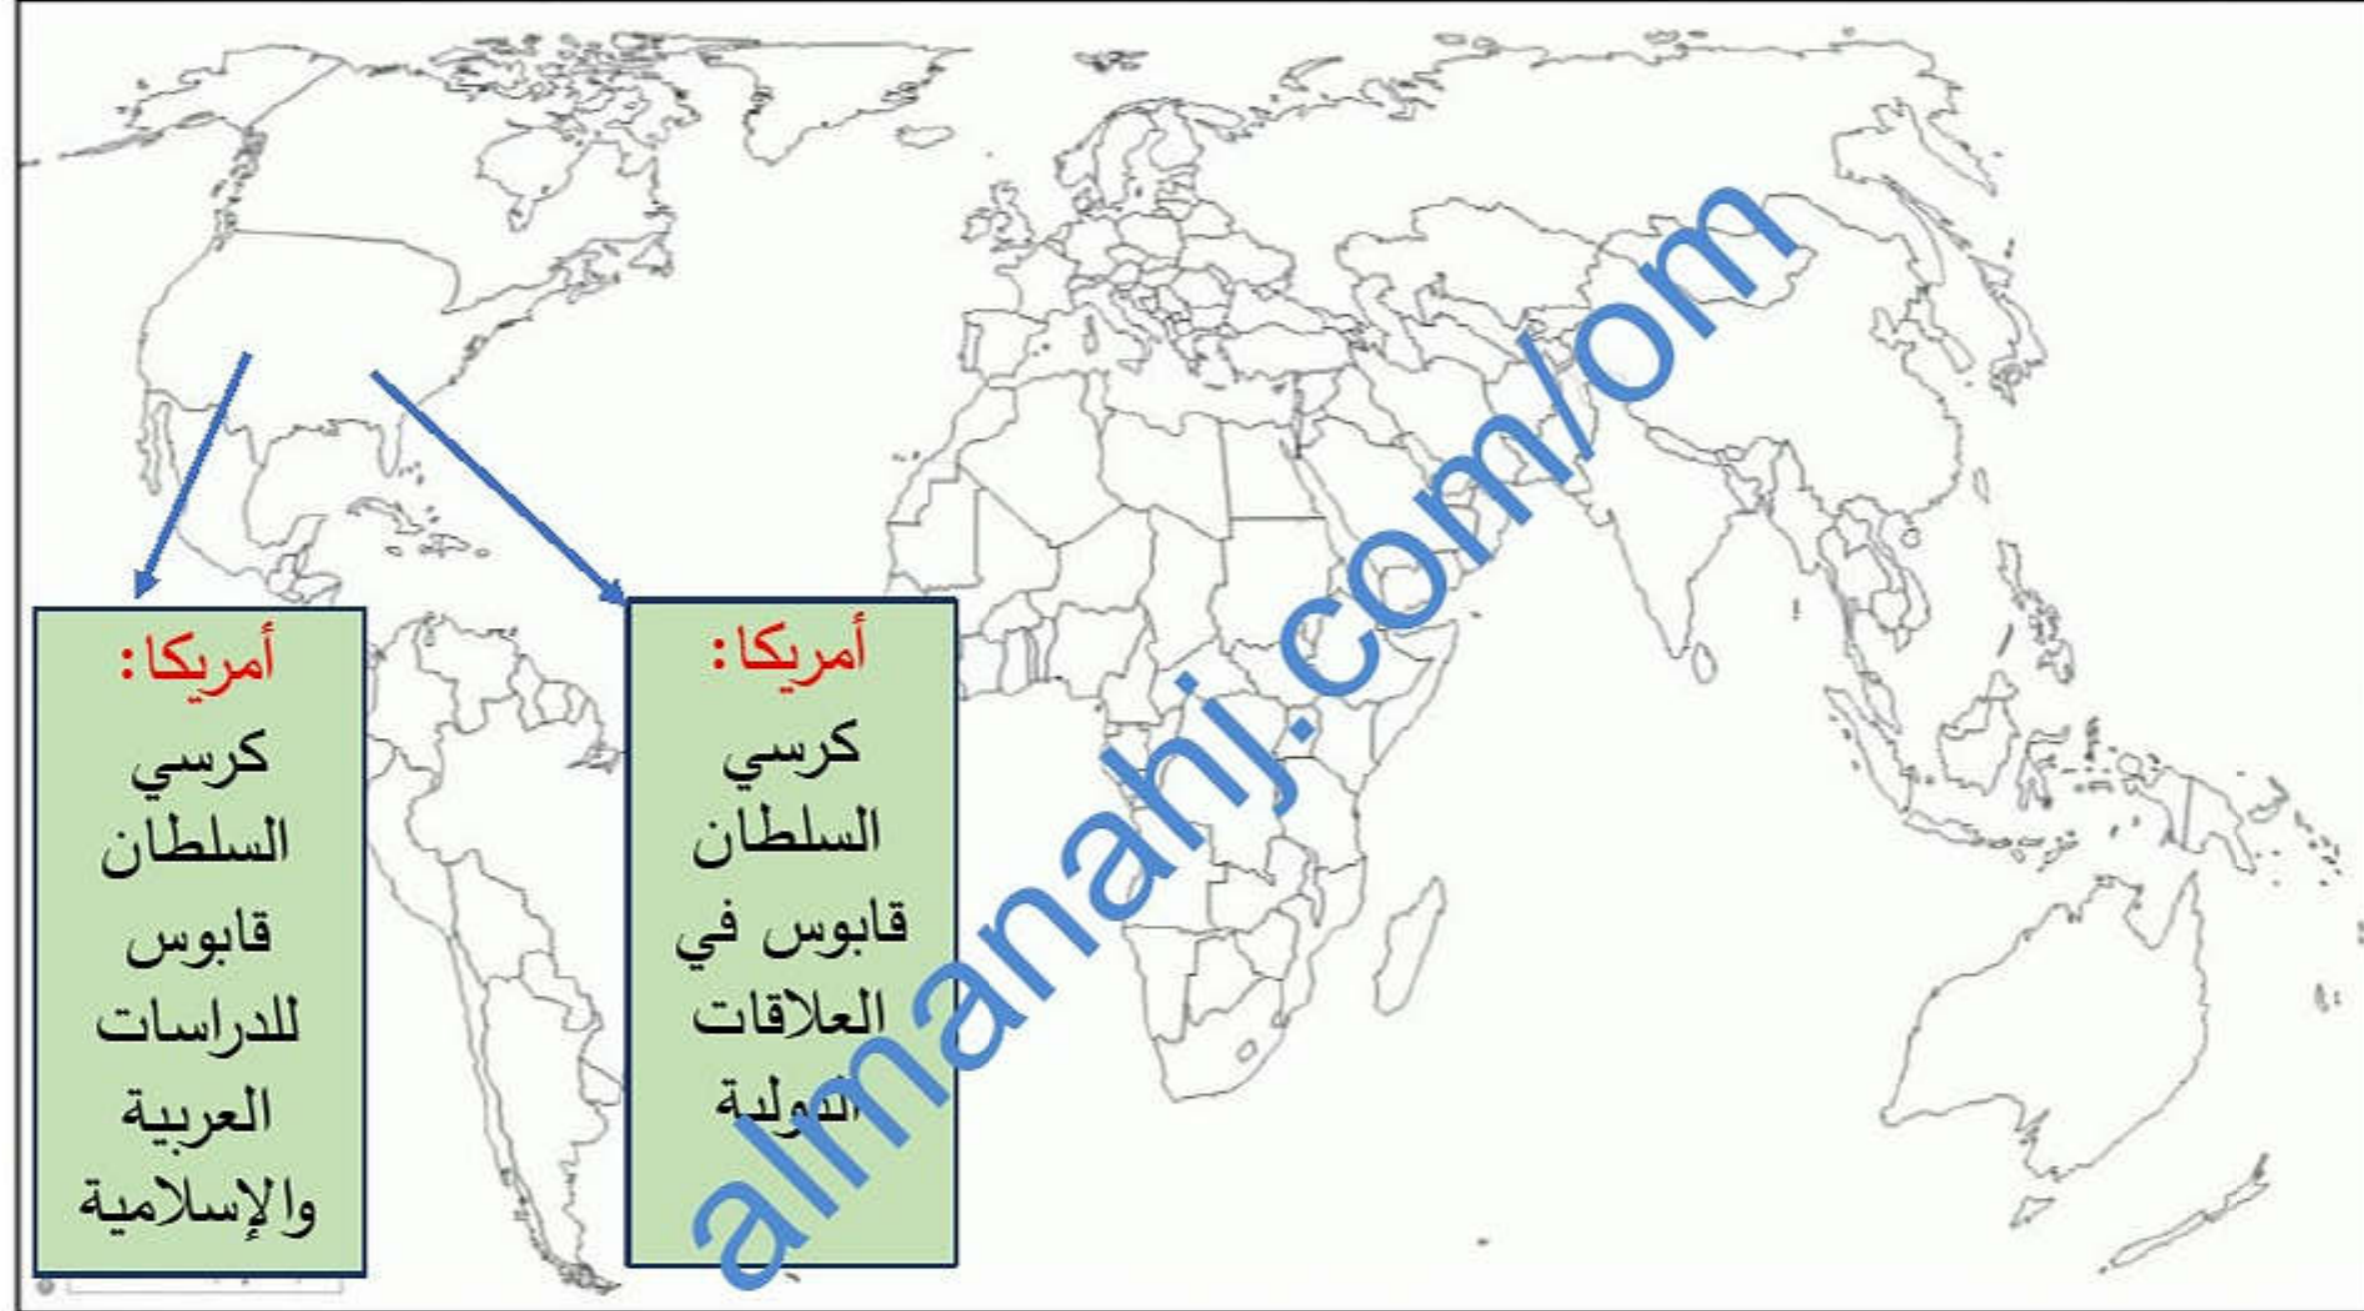 أمريكا:
كرسي
السلطان
قابوس في
العلاقات
الدولية
أمريكا:
كرسي
السلطان
قابوس
للدراسات
العربية
والإسلامية
almanahj.com/om